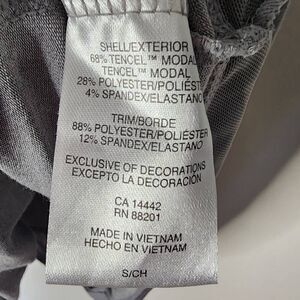 SHELL/EXTERIOR
68% TENCEL™ MODAL
TENCEL™ MODAL
28% POLYESTER/POLIÉSTER
4% SPANDEX/ELASTANO
TRIM/BORDE
88% POLYESTER/POLIÉSTER
12% SPANDEX/ELASTANO
EXCLUSIVE OF DECORATIONS
EXCEPTO LA DECORACIÓN
CA 14442
RN 88201
MADE IN VIETNAM
HECHO EN VIETNAM
S/CH